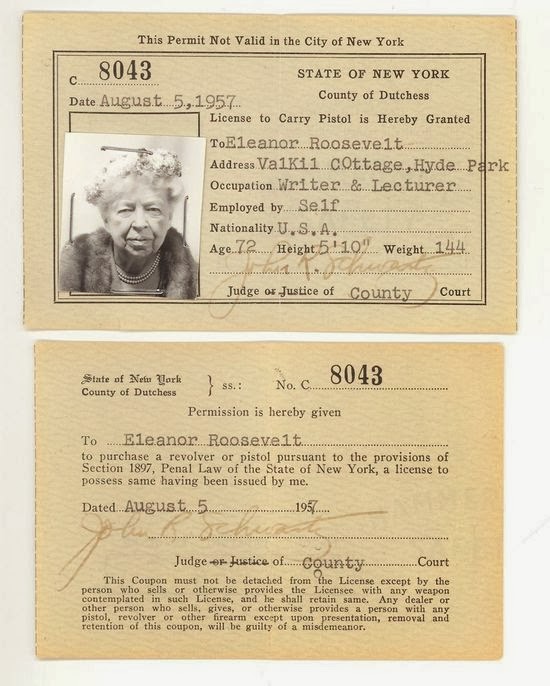 This Permit Not Valid in the City of New York
C 8043
STATE OF NEW YORK
County of Dutchess
Date August 5, 1957
License to Carry Pistol is Hereby Granted
To Eleanor Roosevelt
Address ValKil COttage, Hyde Park
Occupation Writer & Lecturer
Employed by Self
Nationality U.S.A.
Age 72 Height 5'10" Weight 144
John R. Schwartz
Judge or Justice of County Court
State of New York
County of Dutchess
} ss.: No. C 8043
Permission is hereby given
To Eleanor Roosevelt
to purchase a revolver or pistol pursuant to the provisions of
Section 1897, Penal Law of the State of New York, a license to
possess same having been issued by me.
Dated August 5 1957
John R. Schwartz
Judge or Justice of County Court
This Coupon must not be detached from the License except by the
person who sells or otherwise provides the Licensee with any weapon
contemplated in such License, and he shall retain same. Any dealer or
other person who sells, gives, or otherwise provides a person with any
pistol, revolver or other firearm except upon presentation, removal and
retention of this coupon, will be guilty of a misdemeanor.